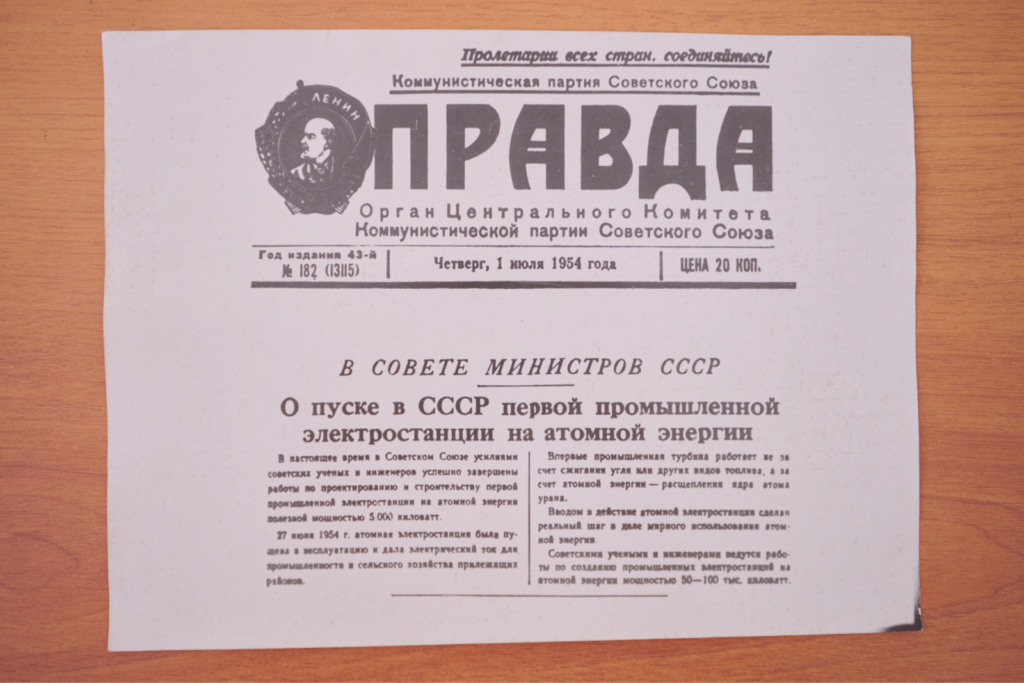 Пролетарии всех стран, соединяйтесь!
Коммунистическая партия Советского Союза
ЛЕНИН
ПРАВДА
Орган Центрального Комитета
Коммунистической партии Советского Союза
Год издания 43-й
№ 182 (13115)
Четверг, 1 июля 1954 года
ЦЕНА 20 КОП.
В СОВЕТЕ МИНИСТРОВ СССР
О пуске в СССР первой промышленной
электростанции на атомной энергии
В настоящее время в Советском Союзе усилиями
советских ученых и инженеров успешно завершены
работы по проектированию и строительству первой
промышленной электростанции на атомной энергии
полезной мощностью 5.000 киловатт.
27 июня 1954 г. атомная электростанция была пу-
щена в эксплуатацию и дала электрический ток для
промышленности и сельского хозяйства прилежащих
районов.
Впервые промышленная турбина работает не за
счет сжигания угля или других видов топлива, а за
счет атомной энергии — расщепления ядра атома
урана.
Вводом в действие атомной электростанции сделан
реальный шаг в деле мирного использования атом-
ной энергии.
Советскими учеными и инженерами ведутся рабо-
ты по созданию промышленных электростанций на
атомной энергии мощностью 50—100 тыс. киловатт.